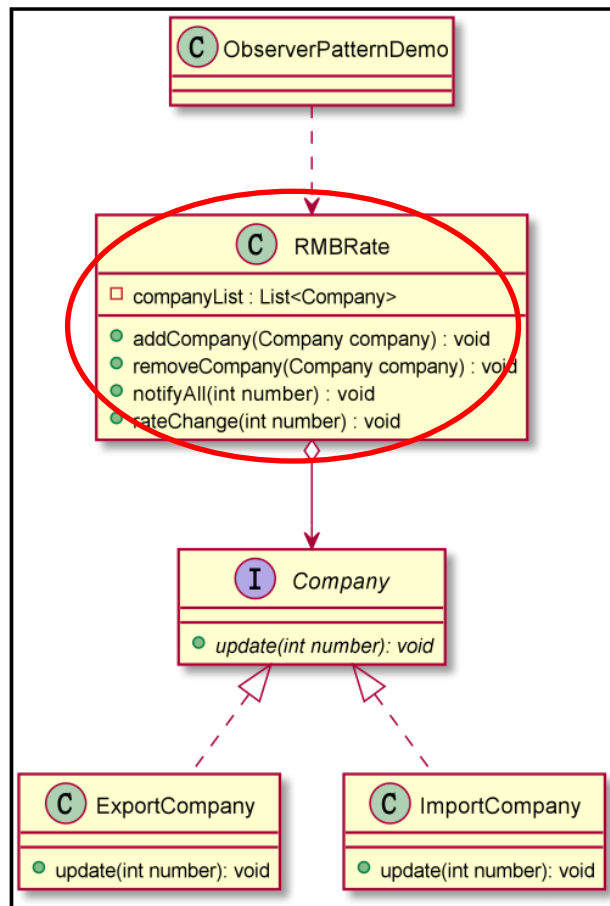 C ObserverPatternDemo
C RMBRate
companyList : List<Company>
addCompany(Company company) : void
removeCompany(Company company) : void
notifyAll(int number) : void
rateChange(int number) : void
I Company
update(int number): void
C ExportCompany
update(int number): void
C ImportCompany
update(int number): void